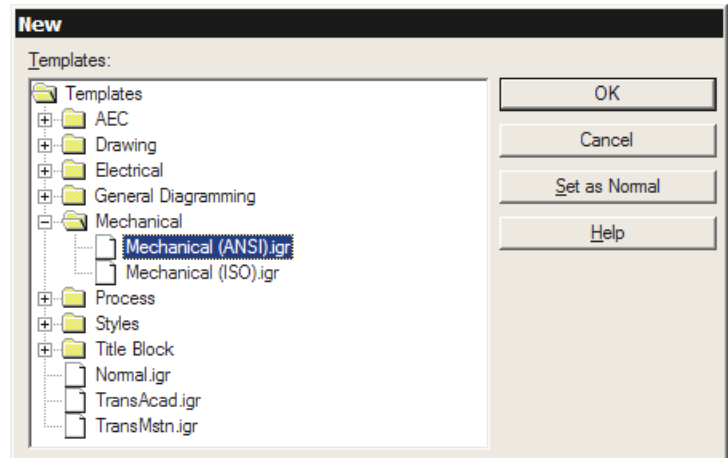 New
Templates:
Templates
AEC
Drawing
Electrical
General Diagramming
Mechanical
Mechanical (ANSI).igr
Mechanical (ISO).igr
Process
Styles
Title Block
Normal.igr
TransAcad.igr
TransMstn.igr
OK
Cancel
Set as Normal
Help